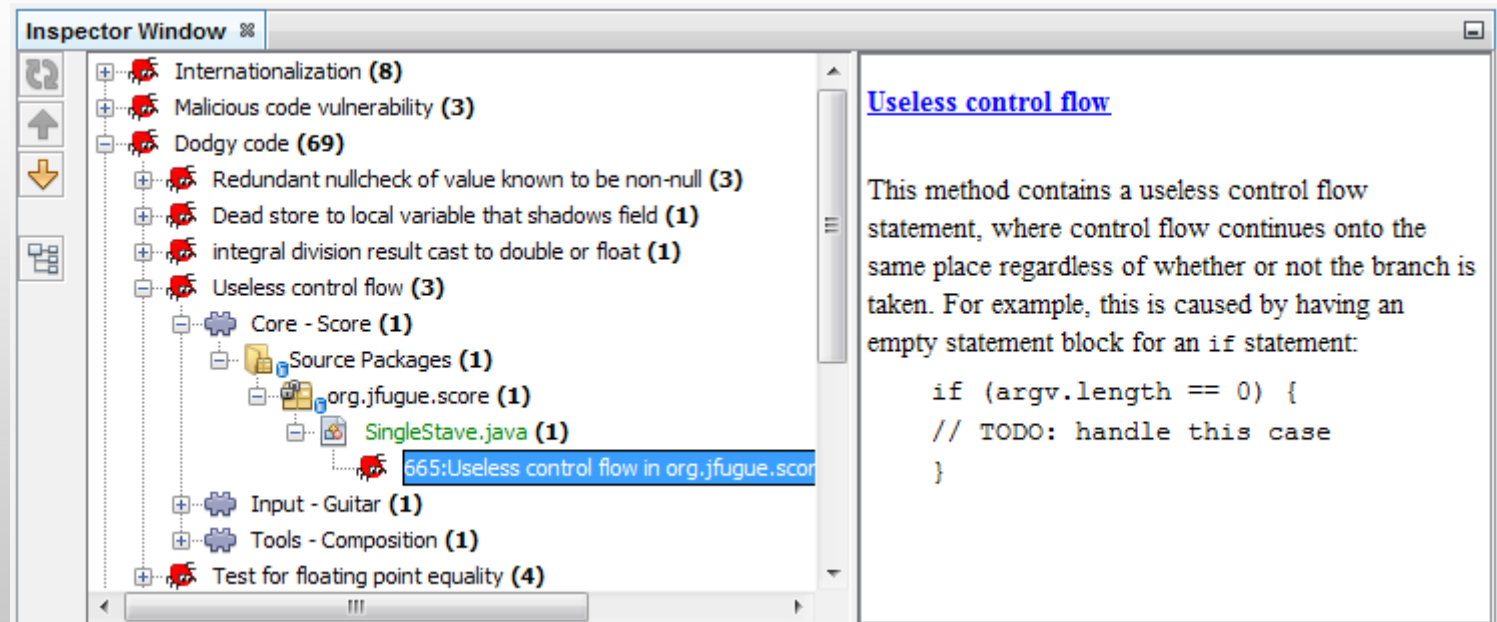 Inspector Window
Internationalization (8)
Malicious code vulnerability (3)
Dodgy code (69)
Redundant nullcheck of value known to be non-null (3)
Dead store to local variable that shadows field (1)
integral division result cast to double or float (1)
Useless control flow (3)
Core - Score (1)
Source Packages (1)
org.jfugue.score (1)
SingleStave.java (1)
665:Useless control flow in org.jfugue.scor
Input - Guitar (1)
Tools - Composition (1)
Test for floating point equality (4)
Useless control flow
This method contains a useless control flow
statement, where control flow continues onto the
same place regardless of whether or not the branch is
taken. For example, this is caused by having an
empty statement block for an if statement:
if (argv.length == 0) {
// TODO: handle this case
}